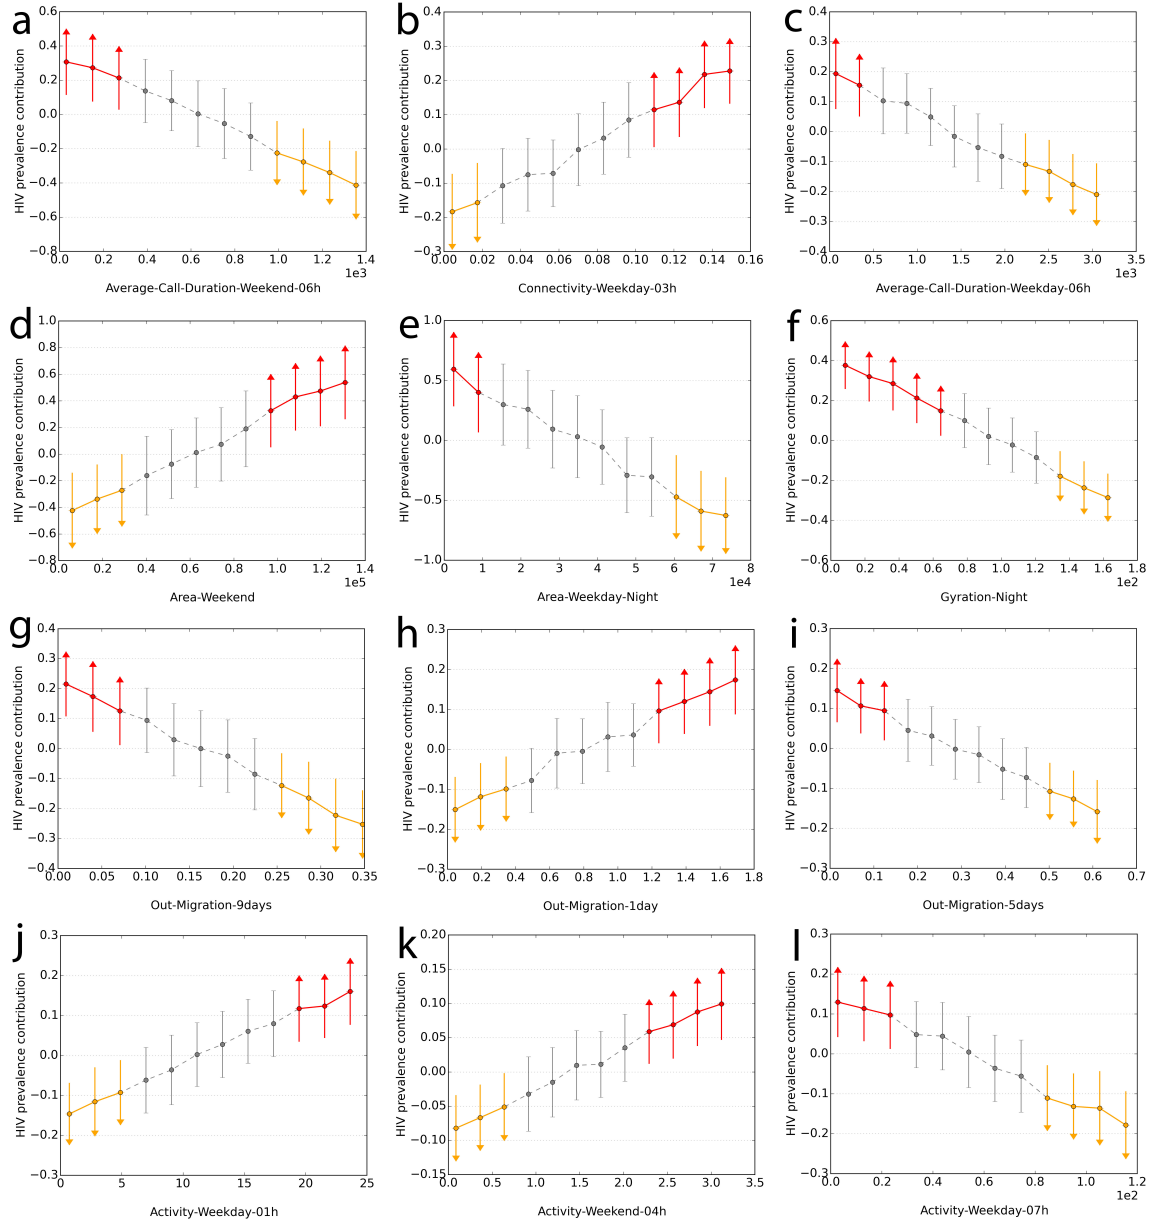 a
HIV prevalence contribution
0.6
0.4
0.2
0.0
−0.2
−0.4
−0.6
−0.8
0.0 0.2 0.4 0.6 0.8 1.0 1.2 1.4
1e3
Average-Call-Duration-Weekend-06h
b
HIV prevalence contribution
0.4
0.3
0.2
0.1
0.0
−0.1
−0.2
−0.3
0.00 0.02 0.04 0.06 0.08 0.10 0.12 0.14 0.16
Connectivity-Weekday-03h
c
HIV prevalence contribution
0.4
0.3
0.2
0.1
0.0
−0.1
−0.2
−0.3
−0.4
0.0 0.5 1.0 1.5 2.0 2.5 3.0 3.5
1e3
Average-Call-Duration-Weekday-06h
d
HIV prevalence contribution
1.0
0.8
0.6
0.4
0.2
0.0
−0.2
−0.4
−0.6
−0.8
0.0 0.2 0.4 0.6 0.8 1.0 1.2 1.4
1e5
Area-Weekend
e
HIV prevalence contribution
1.0
0.5
0.0
−0.5
−1.0
0 1 2 3 4 5 6 7 8
1e4
Area-Weekday-Night
f
HIV prevalence contribution
0.6
0.4
0.2
0.0
−0.2
−0.4
−0.6
0.0 0.2 0.4 0.6 0.8 1.0 1.2 1.4 1.6 1.8
1e2
Gyration-Night
g
HIV prevalence contribution
0.4
0.3
0.2
0.1
0.0
−0.1
−0.2
−0.3
−0.4
0.00 0.05 0.10 0.15 0.20 0.25 0.30 0.35
Out-Migration-9days
h
HIV prevalence contribution
0.3
0.2
0.1
0.0
−0.1
−0.2
−0.3
0.0 0.2 0.4 0.6 0.8 1.0 1.2 1.4 1.6 1.8
Out-Migration-1day
i
HIV prevalence contribution
0.3
0.2
0.1
0.0
−0.1
−0.2
−0.3
0.0 0.1 0.2 0.3 0.4 0.5 0.6 0.7
Out-Migration-5days
j
HIV prevalence contribution
0.3
0.2
0.1
0.0
−0.1
−0.2
−0.3
0 5 10 15 20 25
Activity-Weekday-01h
k
HIV prevalence contribution
0.20
0.15
0.10
0.05
0.00
−0.05
−0.10
−0.15
0.0 0.5 1.0 1.5 2.0 2.5 3.0 3.5
Activity-Weekend-04h
l
HIV prevalence contribution
0.3
0.2
0.1
0.0
−0.1
−0.2
−0.3
0.0 0.2 0.4 0.6 0.8 1.0 1.2
1e2
Activity-Weekday-07h